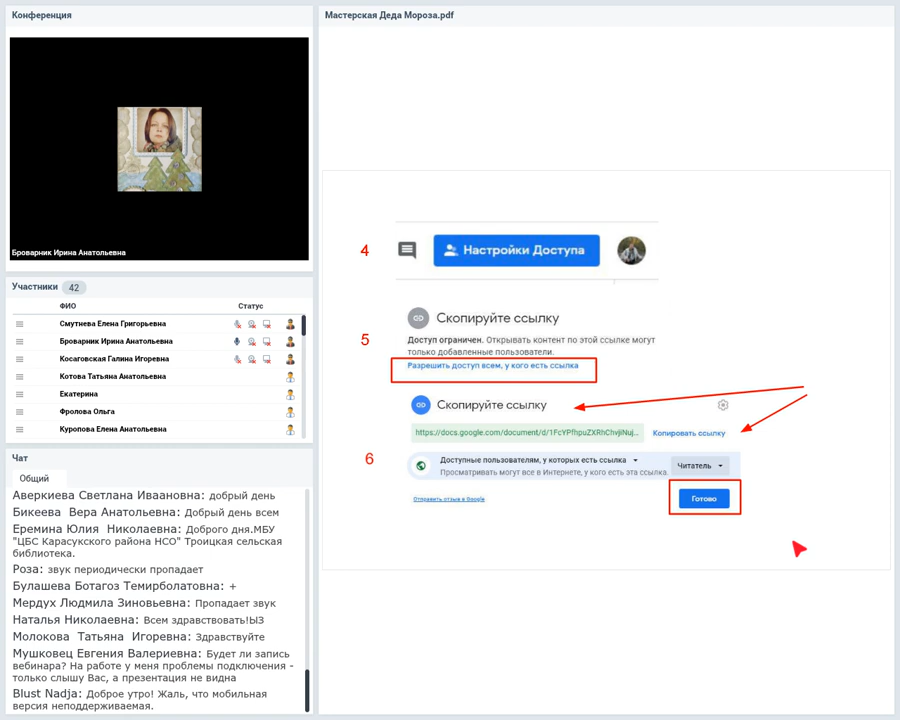 Конференция
Броварник Ирина Анатольевна
Участники 42
ФИО Статус
Смутнева Елена Григорьевна
Броварник Ирина Анатольевна
Косаговская Галина Игоревна
Котова Татьяна Анатольевна
Екатерина
Фролова Ольга
Куропова Елена Анатольевна
Чат
Общий
Аверкиева Светлана Иваановна: добрый день
Бикеева Вера Анатольевна: Добрый день всем
Еремина Юлия Николаевна: Доброго дня.МБУ
"ЦБС Карасукского района НСО" Троицкая сельская
библиотека.
Роза: звук периодически пропадает
Булашева Ботагоз Темирболатовна: +
Мердух Людмила Зиновьевна: Пропадает звук
Наталья Николаевна: Всем здравствовать!ЫЗ
Молокова Татьяна Игоревна: Здравствуйте
Мушковец Евгения Валериевна: Будет ли запись
вебинара? На работе у меня проблемы подключения -
только слышу Вас, а презентация не видна
Blust Nadja: Доброе утро! Жаль, что мобильная
версия неподдерживаемая.
Мастерская Деда Мороза.pdf
4 Настройки Доступа
Скопируйте ссылку
5 Доступ ограничен. Открывать контент по этой ссылке могут
только добавленные пользователи.
Разрешить доступ всем, у кого есть ссылка
Скопируйте ссылку
https://docs.google.com/document/d/1FcYPfhpuZXRhChvjiNuj... Копировать ссылку
6 Доступные пользователям, у которых есть ссылка
Просматривать могут все в Интернете, у кого есть эта ссылка. Читатель
Отправить отзыв в Google Готово